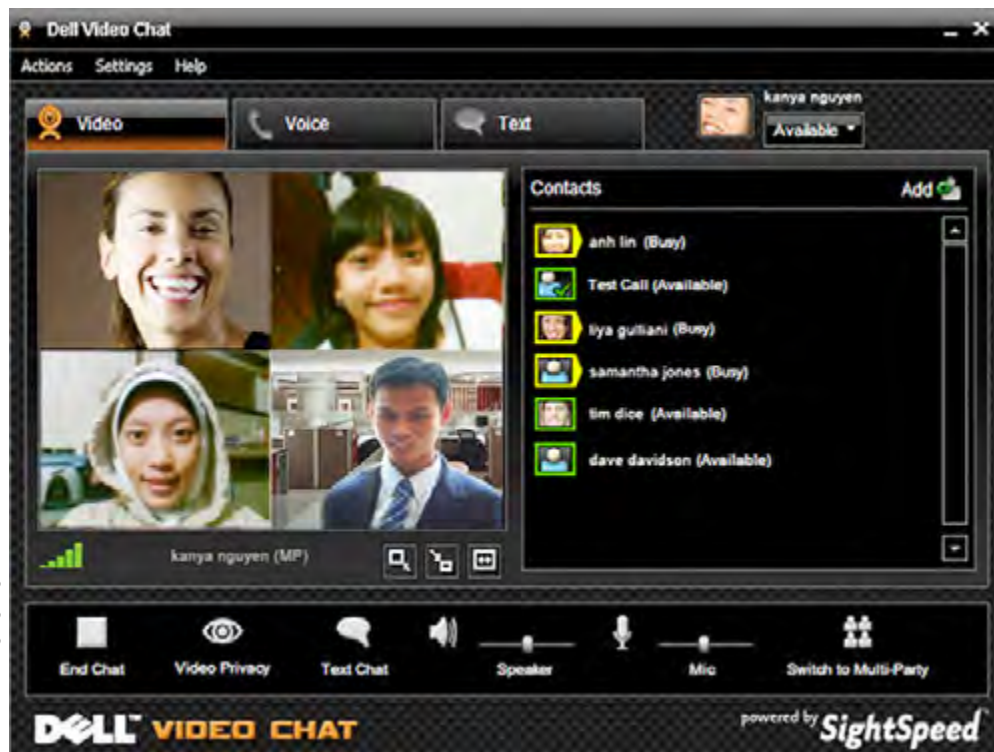 Dell Video Chat
Actions Settings Help
Video Voice Text
kanya nguyen
Available
Contacts Add
anh lin (Busy)
Test Call (Available)
liya gulliani (Busy)
samantha jones (Busy)
tim dice (Available)
dave davidson (Available)
kanya nguyen (MP)
End Chat Video Privacy Text Chat Speaker Mic Switch to Multi-Party
DELL™ VIDEO CHAT powered by SightSpeed